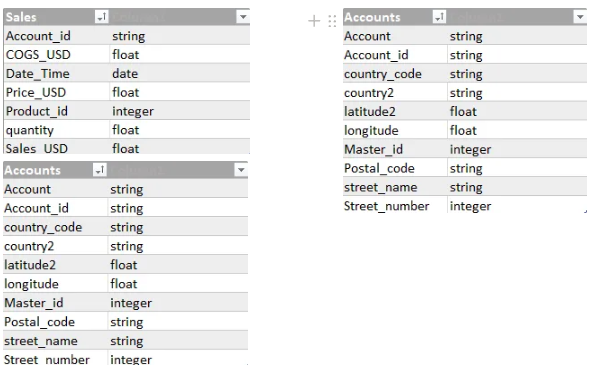 Sales
Account_id string
COGS_USD float
Date_Time date
Price_USD float
Product_id integer
quantity float
Sales_USD float
Accounts
Account string
Account_id string
country_code string
country2 string
latitude2 float
longitude float
Master_id integer
Postal_code string
street_name string
Street_number integer
Accounts
Account string
Account_id string
country_code string
country2 string
latitude2 float
longitude float
Master_id integer
Postal_code string
street_name string
Street_number integer